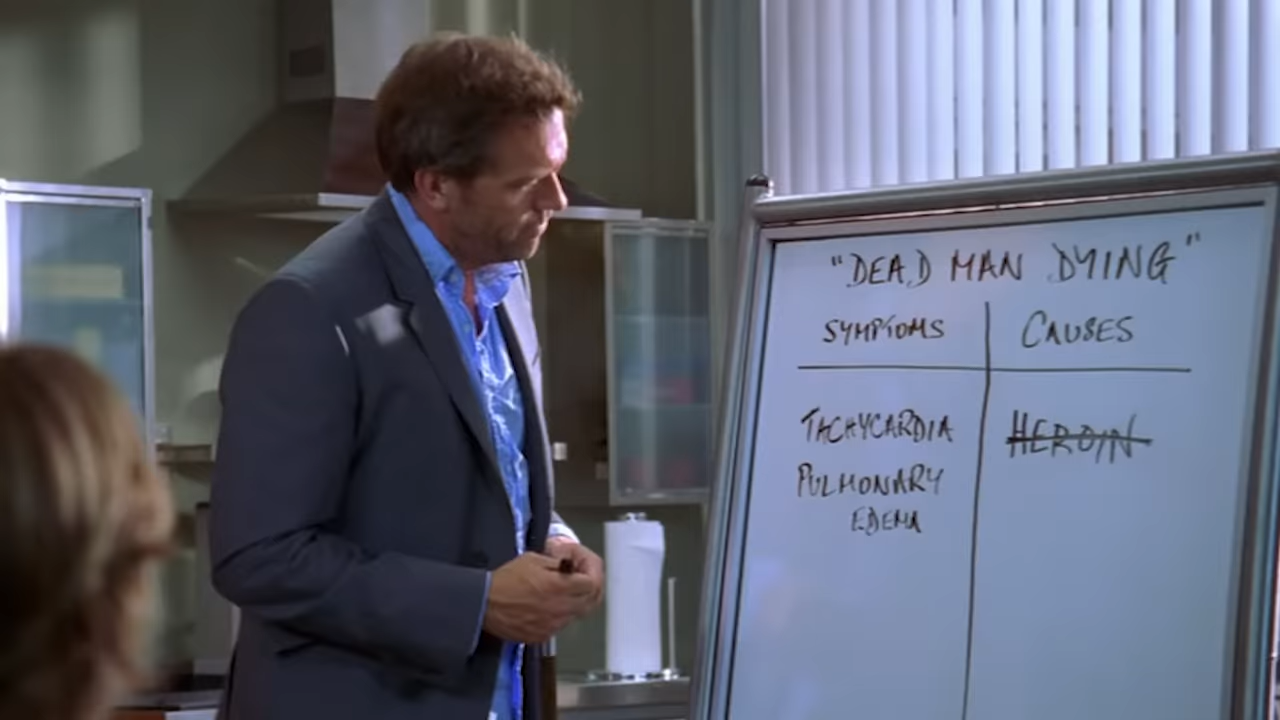 "DEAD MAN DYING"
SYMPTOMS CAUSES
TACHYCARDIA HEROIN
PULMONARY
EDEMA